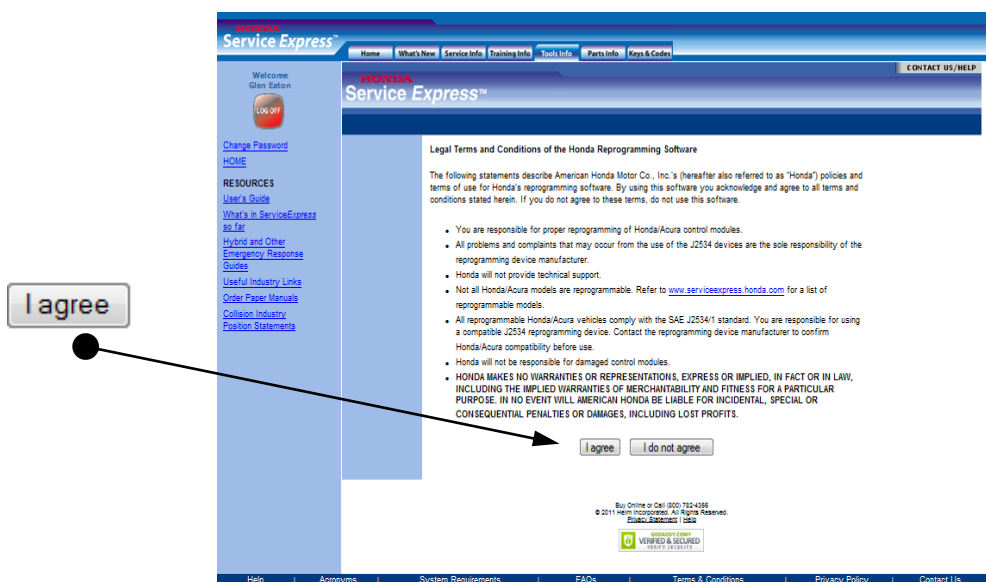 HONDA
Service Express™
Home What's New Service Info Training Info Tools Info Parts Info Keys & Codes
CONTACT US/HELP
Welcome
Glen Eaton
LOG OFF
Change Password
HOME
RESOURCES
User's Guide
What's in ServiceExpress
so far
Hybrid and Other
Emergency Response
Guides
Useful Industry Links
Order Paper Manuals
Collision Industry
Position Statements
I agree
HONDA
Service Express™
Legal Terms and Conditions of the Honda Reprogramming Software
The following statements describe American Honda Motor Co., Inc.'s (hereafter also referred to as "Honda") policies and
terms of use for Honda's reprogramming software. By using this software you acknowledge and agree to all terms and
conditions stated herein. If you do not agree to these terms, do not use this software.
• You are responsible for proper reprogramming of Honda/Acura control modules.
• All problems and complaints that may occur from the use of the J2534 devices are the sole responsibility of the
reprogramming device manufacturer.
• Honda will not provide technical support.
• Not all Honda/Acura models are reprogrammable. Refer to www.serviceexpress.honda.com for a list of
reprogrammable models.
• All reprogrammable Honda/Acura vehicles comply with the SAE J2534/1 standard. You are responsible for using
a compatible J2534 reprogramming device. Contact the reprogramming device manufacturer to confirm
Honda/Acura compatibility before use.
• Honda will not be responsible for damaged control modules.
• HONDA MAKES NO WARRANTIES OR REPRESENTATIONS, EXPRESS OR IMPLIED, IN FACT OR IN LAW,
INCLUDING THE IMPLIED WARRANTIES OF MERCHANTABILITY AND FITNESS FOR A PARTICULAR
PURPOSE. IN NO EVENT WILL AMERICAN HONDA BE LIABLE FOR INCIDENTAL, SPECIAL OR
CONSEQUENTIAL PENALTIES OR DAMAGES, INCLUDING LOST PROFITS.
I agree I do not agree
Buy Online or Call (800) 782-4356
© 2011 Helm Incorporated. All Rights Reserved.
Privacy Statement | Help
GODADDY.COM®
VERIFIED & SECURED
VERIFY SECURITY
Help | Acronyms | System Requirements | FAQs | Terms & Conditions | Privacy Policy | Contact Us